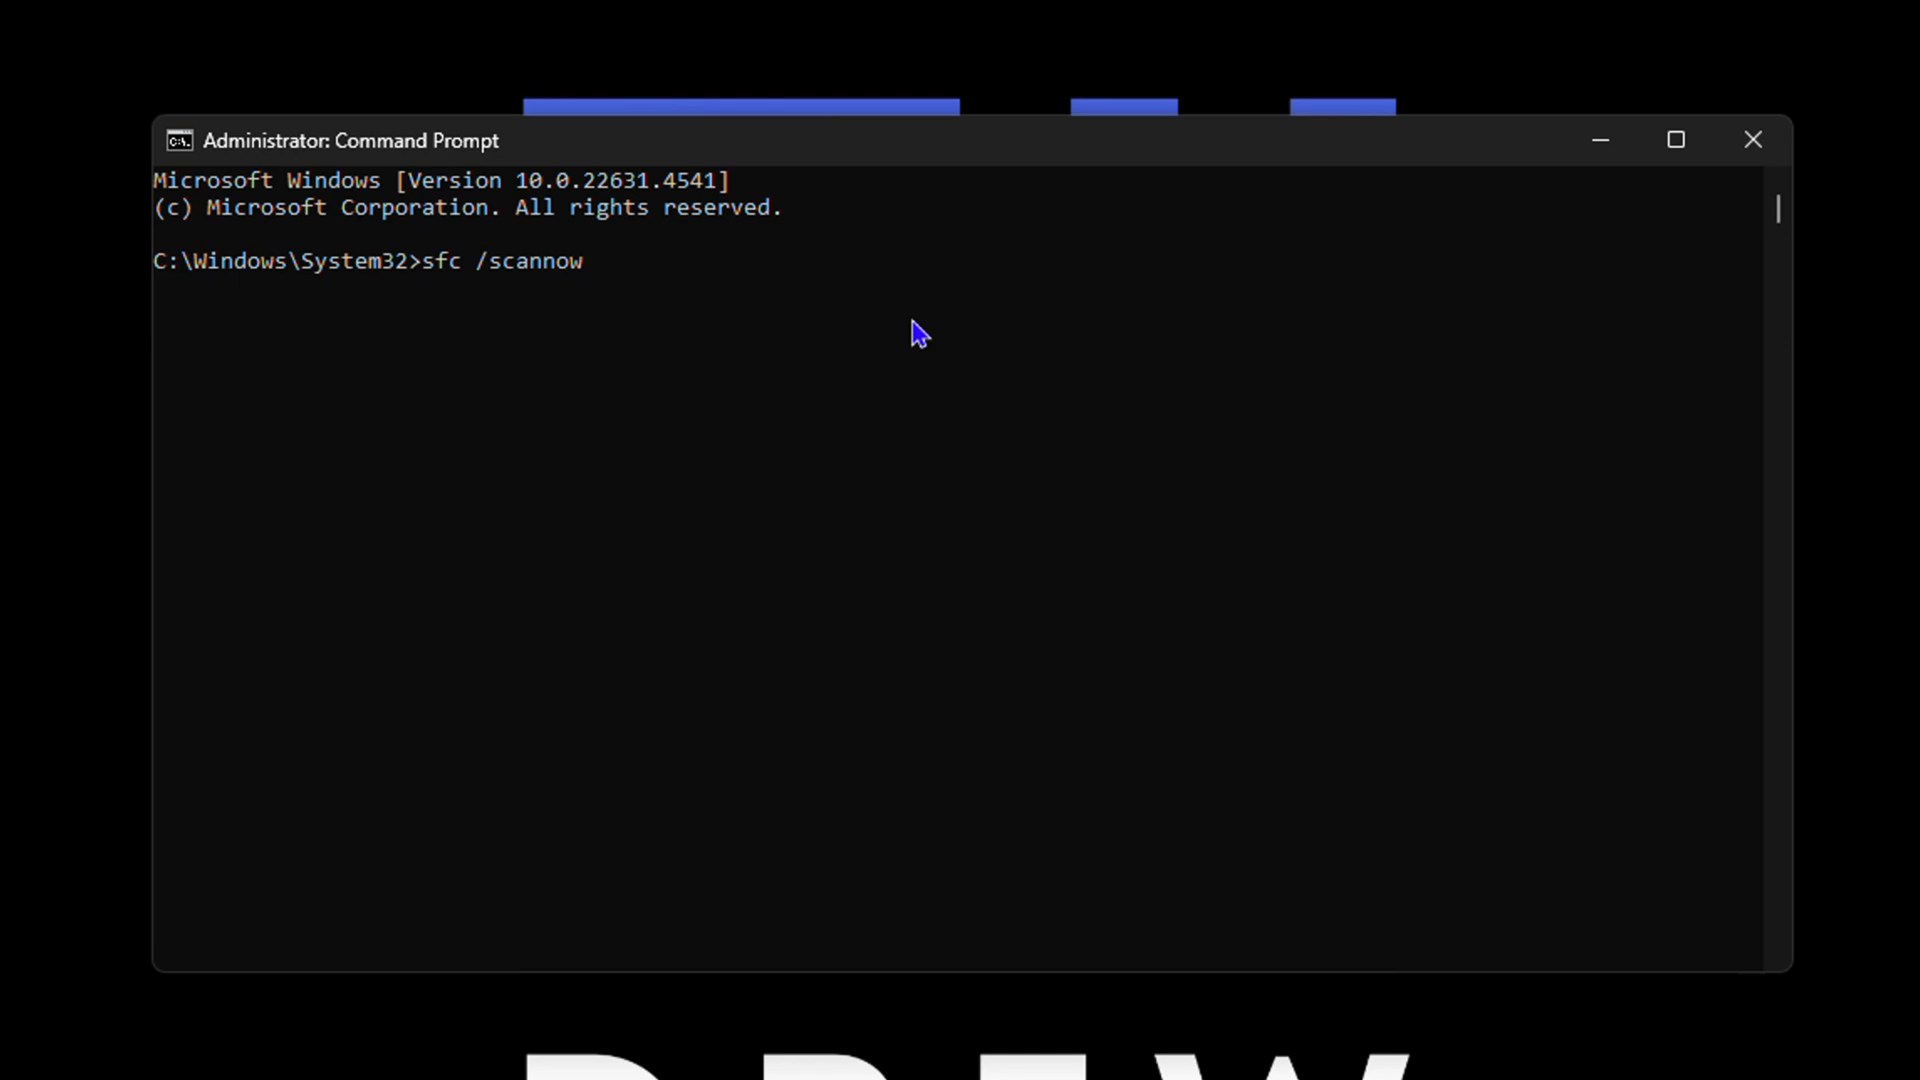 Administrator: Command Prompt
Microsoft Windows [Version 10.0.22631.4541]
(c) Microsoft Corporation. All rights reserved.
C:\Windows\System32>sfc /scannow